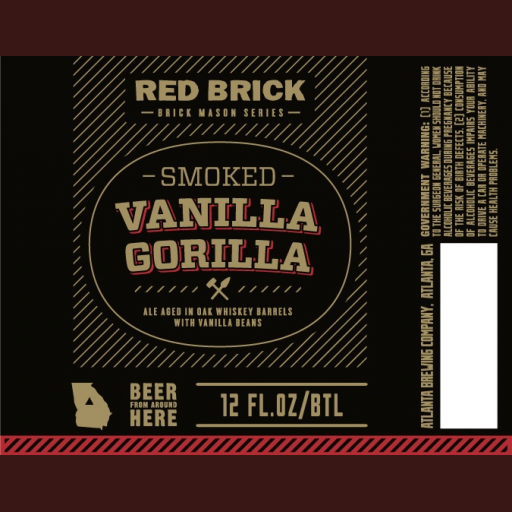 RED BRICK
BRICK MASON SERIES
-SMOKED-
VANILLA
GORILLA
ALE AGED IN OAK WHISKEY BARRELS
WITH VANILLA BEANS
BEER
FROM AROUND
HERE
12 FL.OZ/BTL
ATLANTA BREWING COMPANY, ATLANTA, GA
GOVERNMENT WARNING: (1) ACCORDING
TO THE SURGEON GENERAL, WOMEN SHOULD NOT DRINK
ALCOHOLIC BEVERAGES DURING PREGNANCY BECAUSE
OF THE RISK OF BIRTH DEFECTS. (2) CONSUMPTION
OF ALCOHOLIC BEVERAGES IMPAIRS YOUR ABILITY
TO DRIVE A CAR OR OPERATE MACHINERY, AND MAY
CAUSE HEALTH PROBLEMS.